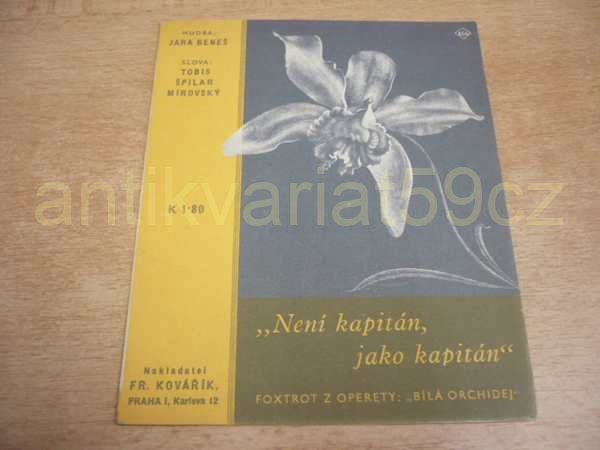 HUDBA:
JARA BENEŠ
SLOVA:
TOBIS
ŠPILAR
MÍROVSKÝ
K 1·80
Nakladatel
FR. KOVÁŘÍK,
PRAHA I, Karlova 12
„Není kapitán,
jako kapitán“
FOXTROT Z OPERETY: „BÍLÁ ORCHIDEJ“
antikvariat59cz